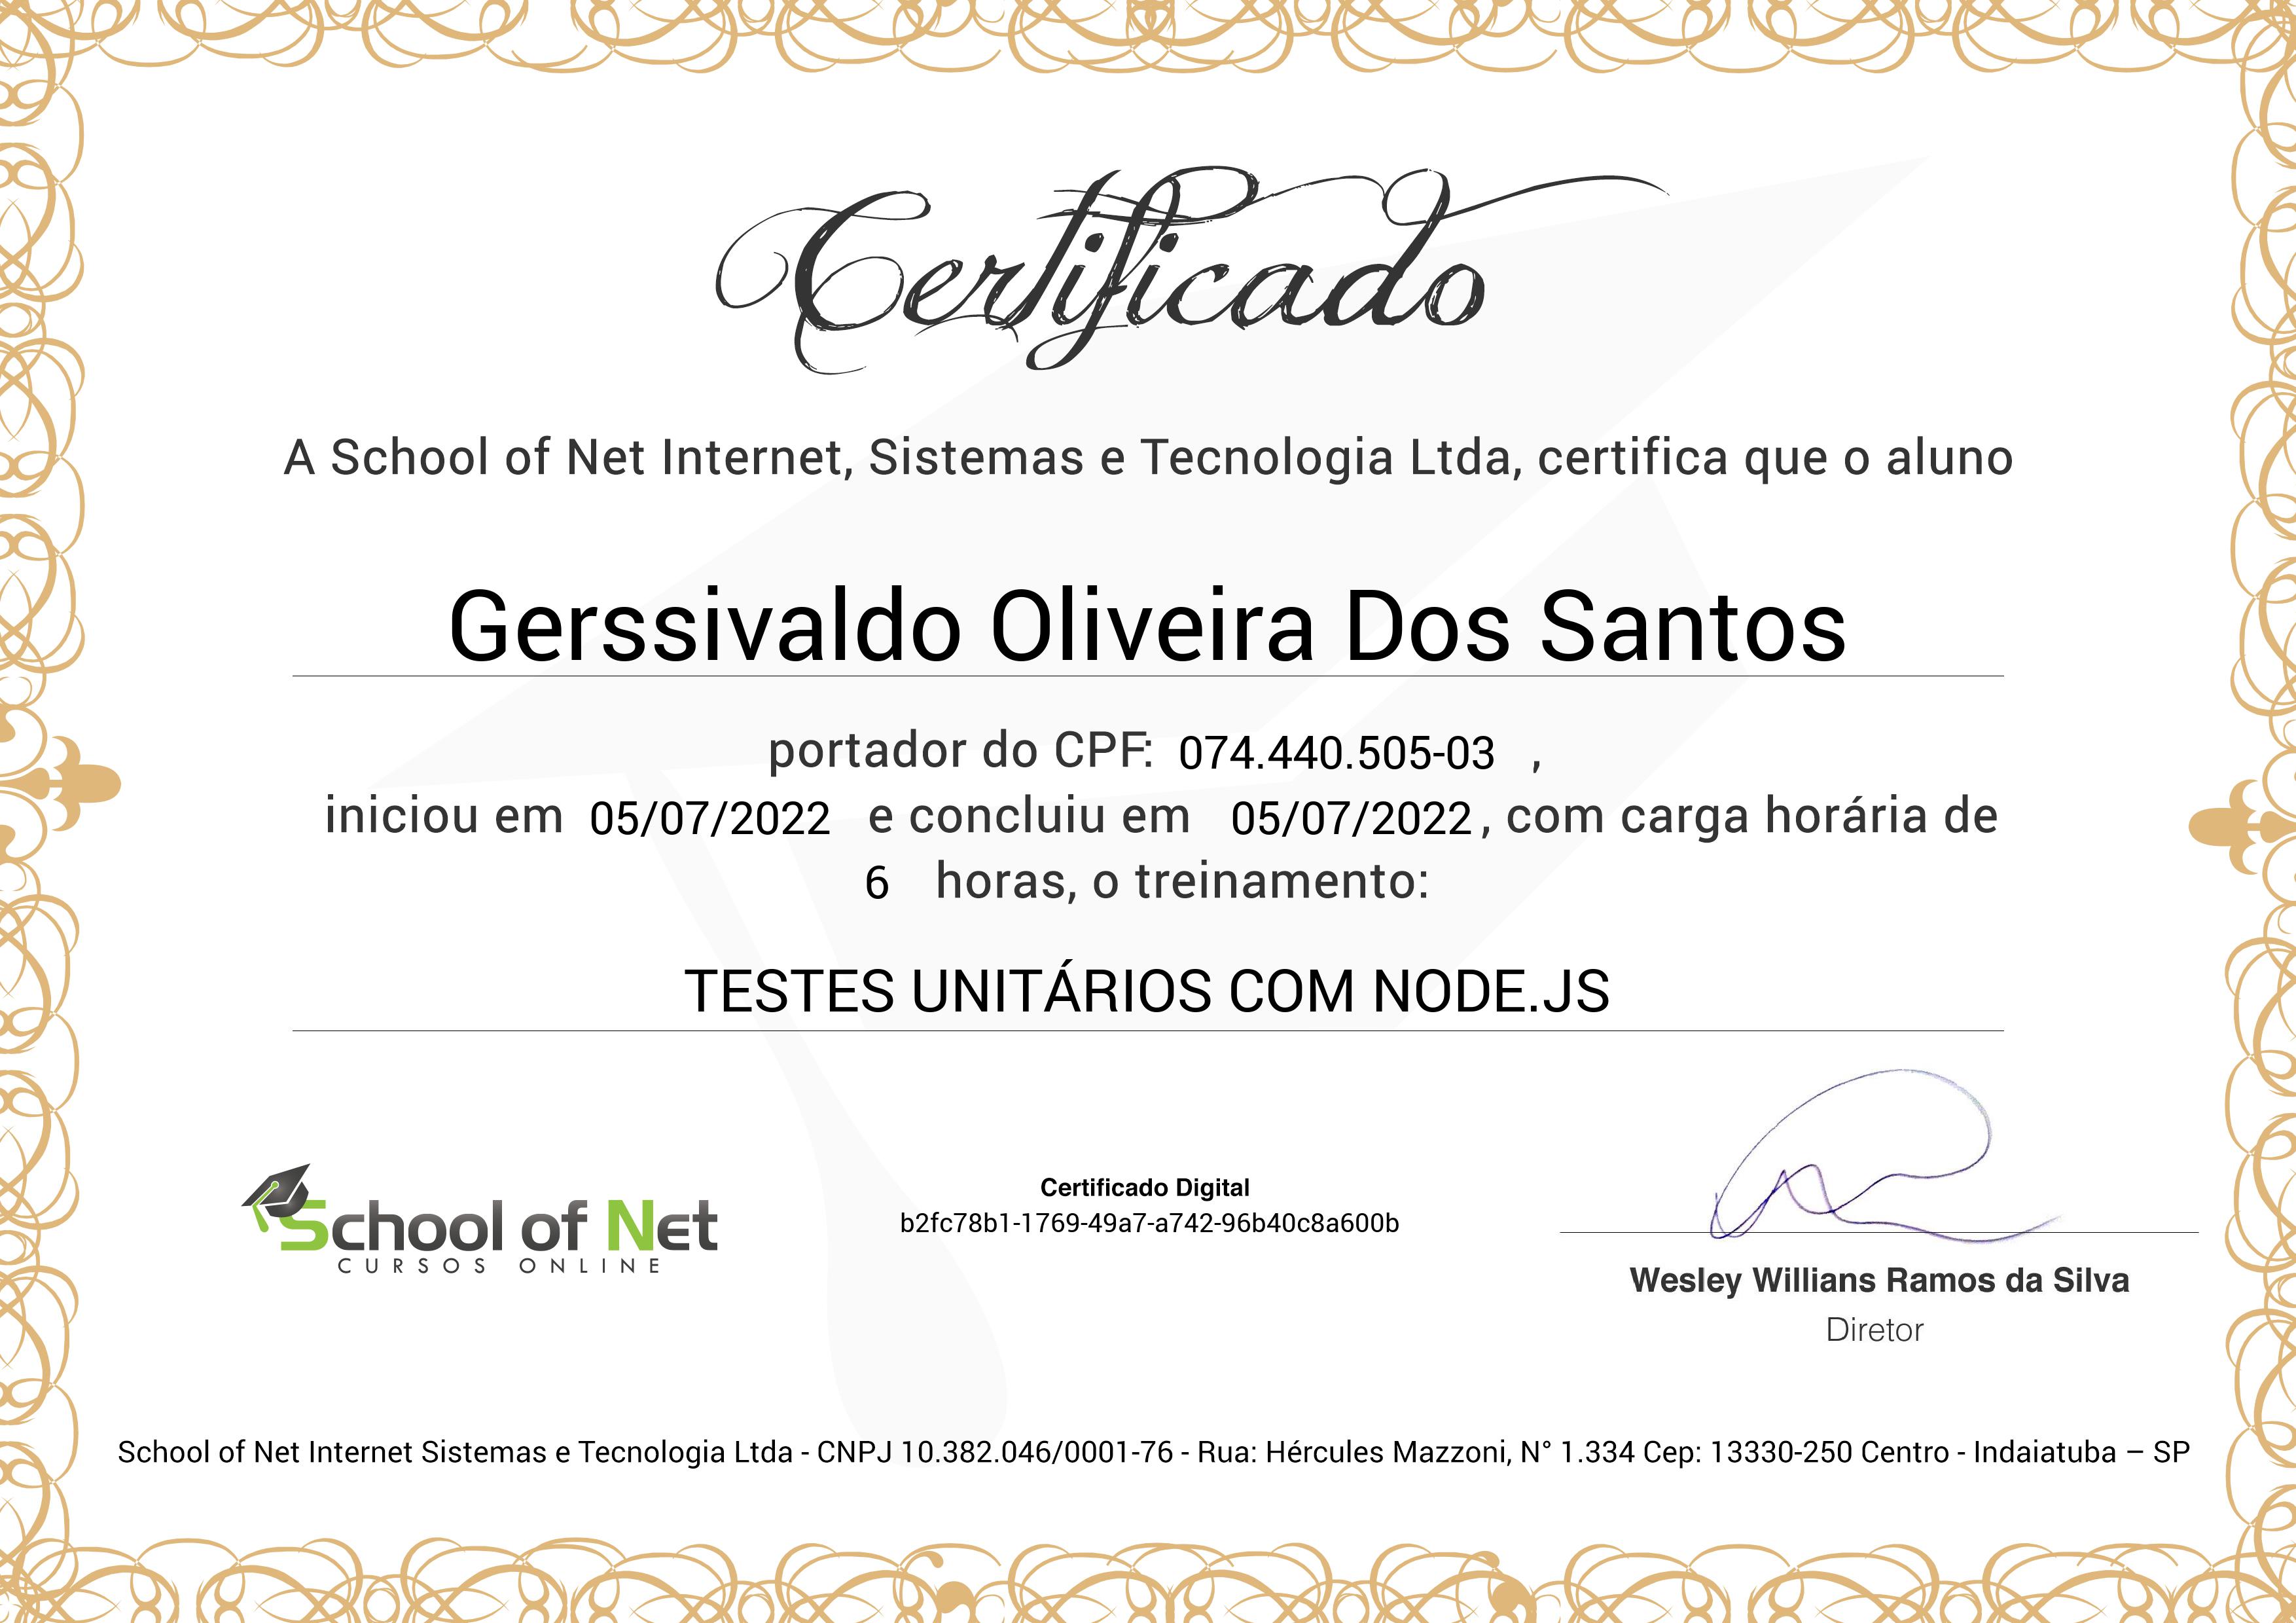 Certificado
A School of Net Internet, Sistemas e Tecnologia Ltda, certifica que o aluno
Gerssivaldo Oliveira Dos Santos
portador do CPF: 074.440.505-03 ,
iniciou em 05/07/2022 e concluiu em 05/07/2022, com carga horária de
6 horas, o treinamento:
TESTES UNITÁRIOS COM NODE.JS
School of Net
CURSOS ONLINE
Certificado Digital
b2fc78b1-1769-49a7-a742-96b40c8a600b
Wesley Willians Ramos da Silva
Diretor
School of Net Internet Sistemas e Tecnologia Ltda - CNPJ 10.382.046/0001-76 - Rua: Hércules Mazzoni, N° 1.334 Cep: 13330-250 Centro - Indaiatuba – SP